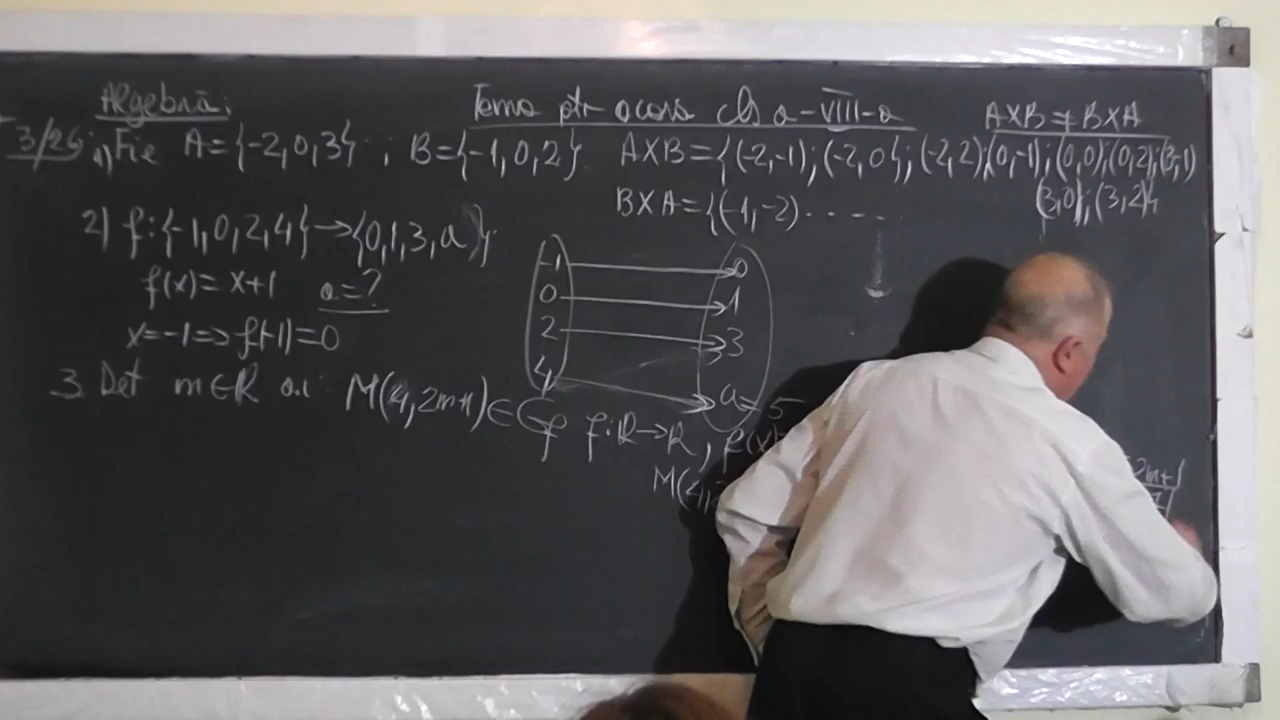 Algebră:
Tema ptr acasă cls a-VIII-a
A×B ≠ B×A
3/26 1) Fie A={-2,0,3} ; B={-1,0,2}. A×B={(-2,-1);(-2,0};(-2,2);(0,-1);(0,0);(0,2);(3,-1)
(3,0);(3,2)}
B×A={(-1,-2).....
2) f:{-1,0,2,4}→{0,1,3,a}
f(x)=x+1 a=?
x=-1=>f(-1)=0
-1 0
0 1
2 3
4 a=5
3. Det m∈R a.î. M(4,2m+1)∈Gf f:R→R, f(x)
M(4,
=2m+1